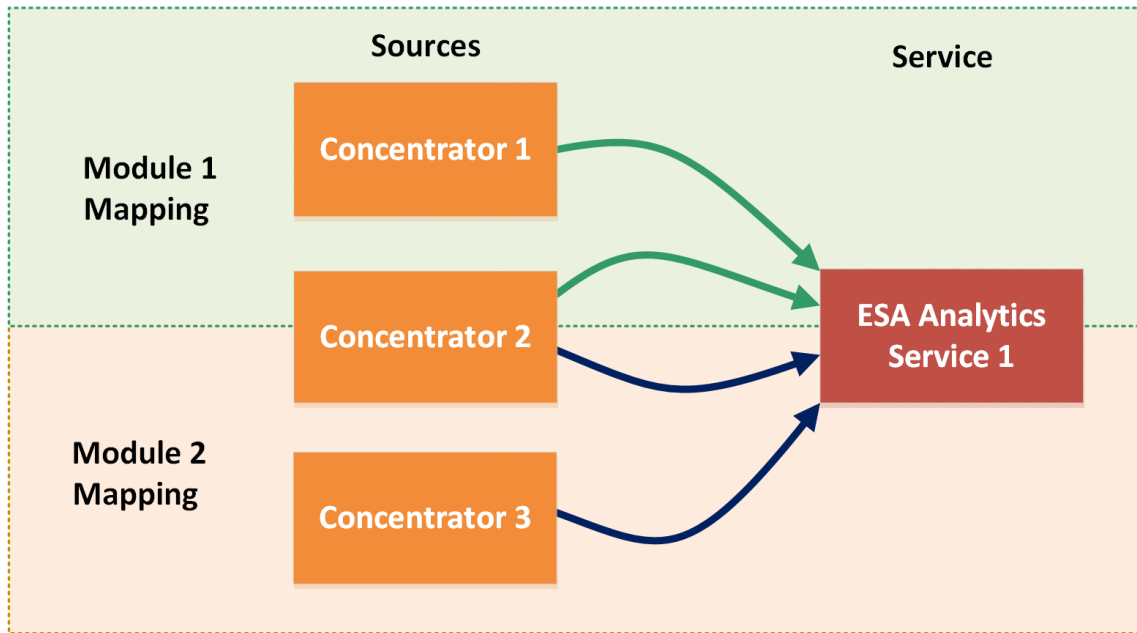 Sources
Service
Module 1
Mapping
Concentrator 1
Concentrator 2
ESA Analytics
Service 1
Module 2
Mapping
Concentrator 3